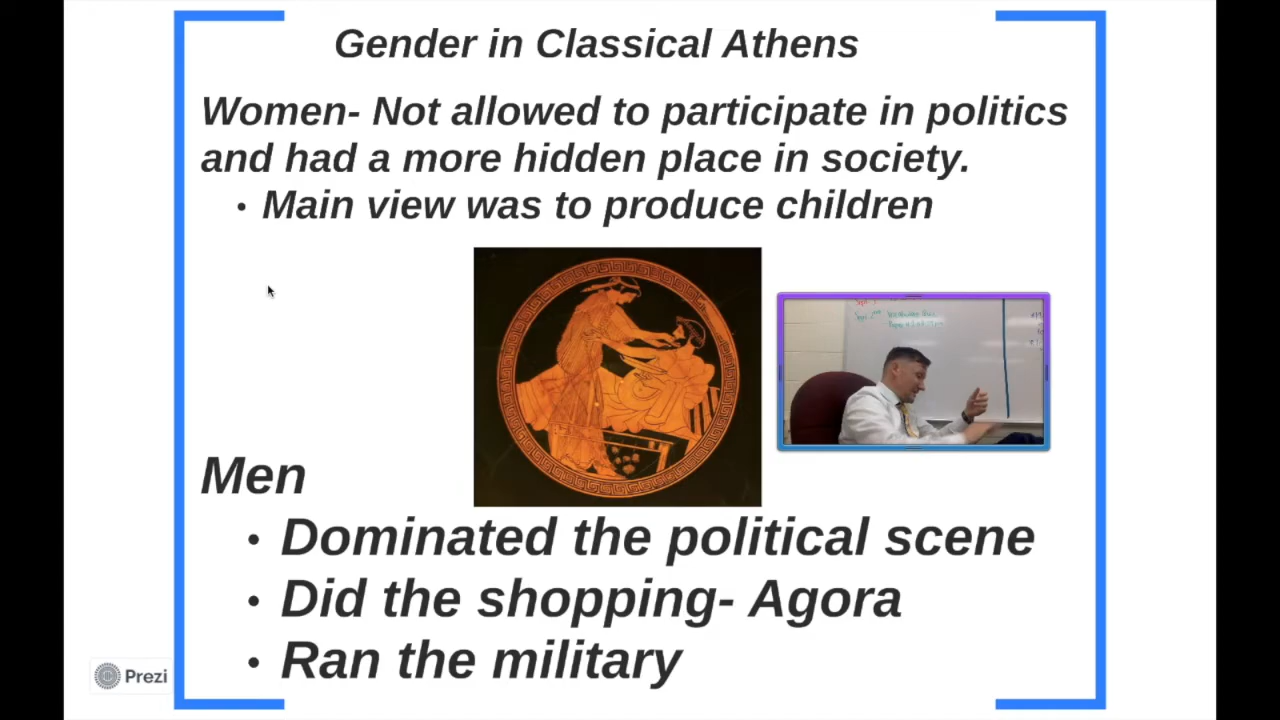 Gender in Classical Athens
Women- Not allowed to participate in politics
and had a more hidden place in society.
• Main view was to produce children
Men
• Dominated the political scene
• Did the shopping- Agora
• Ran the military
Prezi